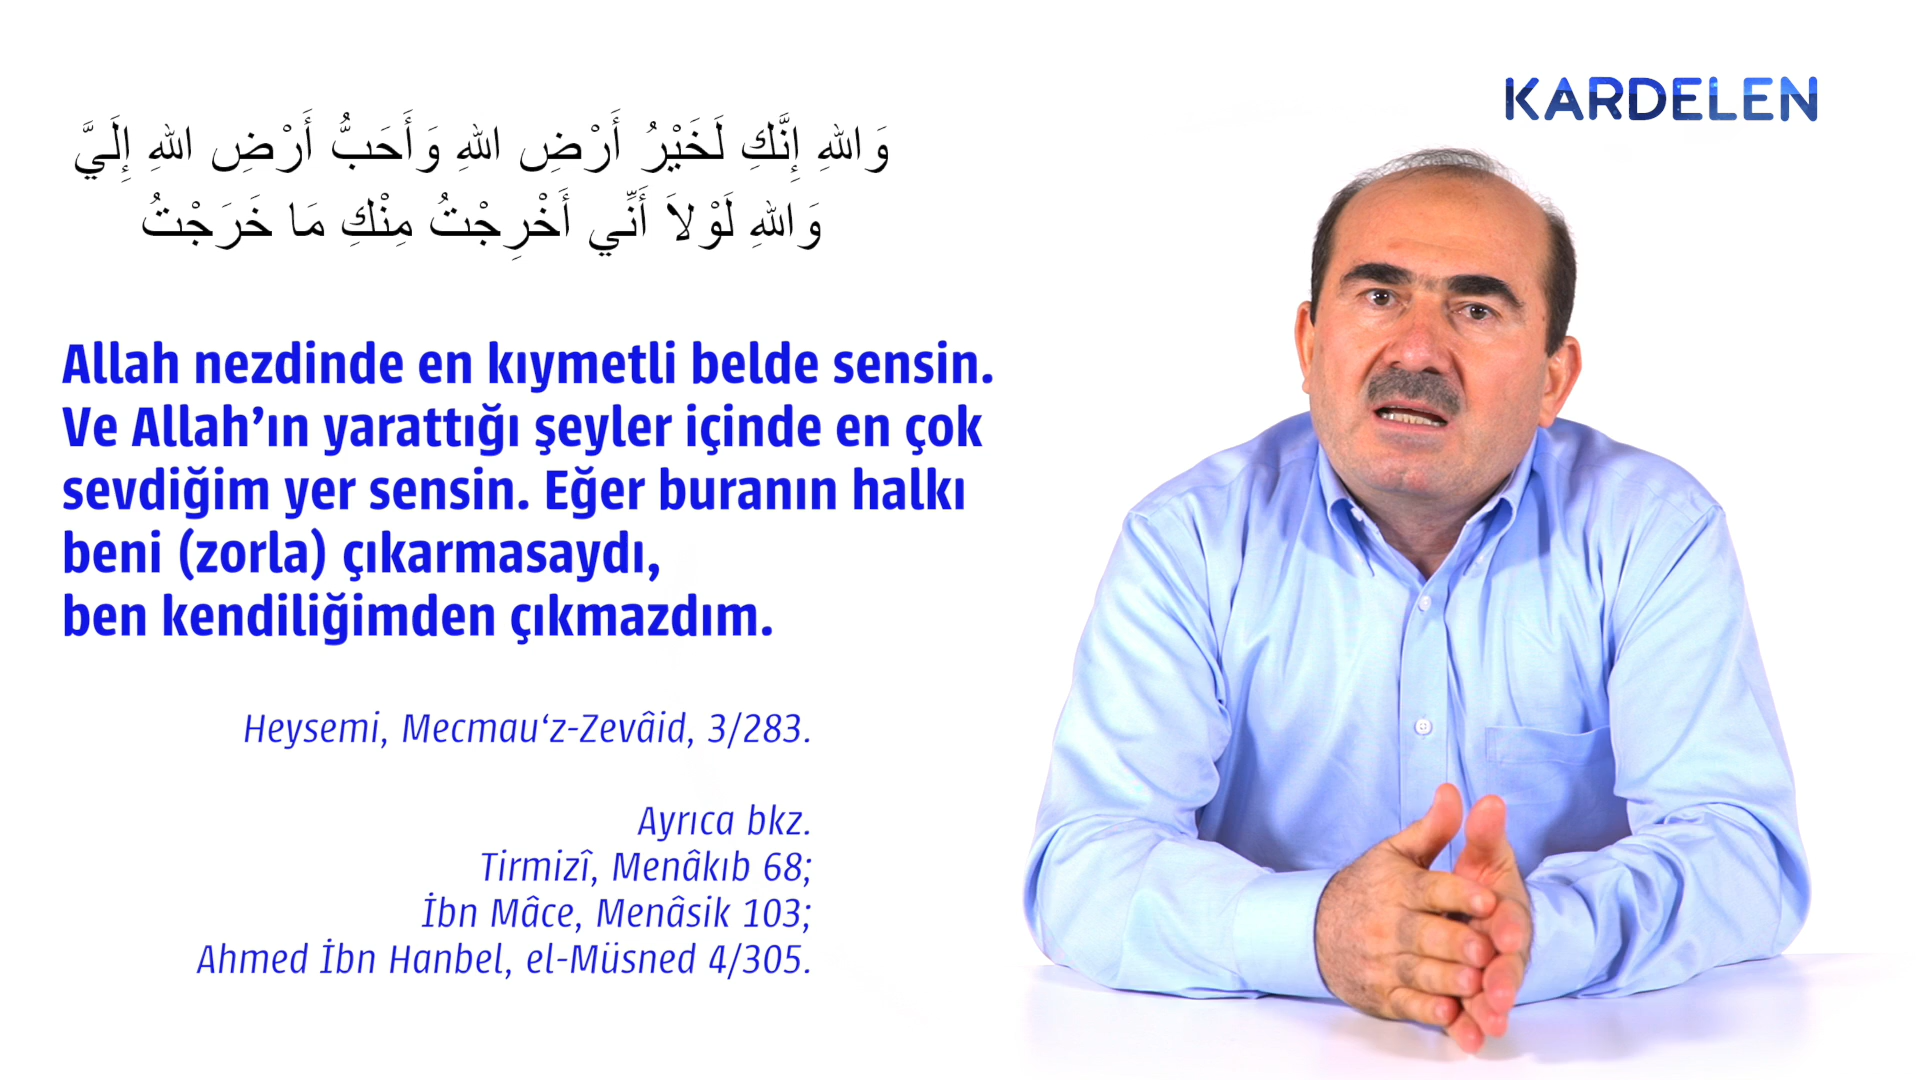 KARDELEN
وَاللهِ إِنَّكِ لَخَيْرُ أَرْضِ اللهِ وَأَحَبُّ أَرْضِ اللهِ إِلَيَّ
وَاللهِ لَوْلاَ أَنِّي أَخْرِجْتُ مِنْكِ مَا خَرَجْتُ
Allah nezdinde en kıymetli belde sensin.
Ve Allah’ın yarattığı şeyler içinde en çok
sevdiğim yer sensin. Eğer buranın halkı
beni (zorla) çıkarmasaydı,
ben kendiliğimden çıkmazdım.
Heysemi, Mecmau‘z-Zevâid, 3/283.
Ayrıca bkz.
Tirmizî, Menâkıb 68;
İbn Mâce, Menâsik 103;
Ahmed İbn Hanbel, el-Müsned 4/305.